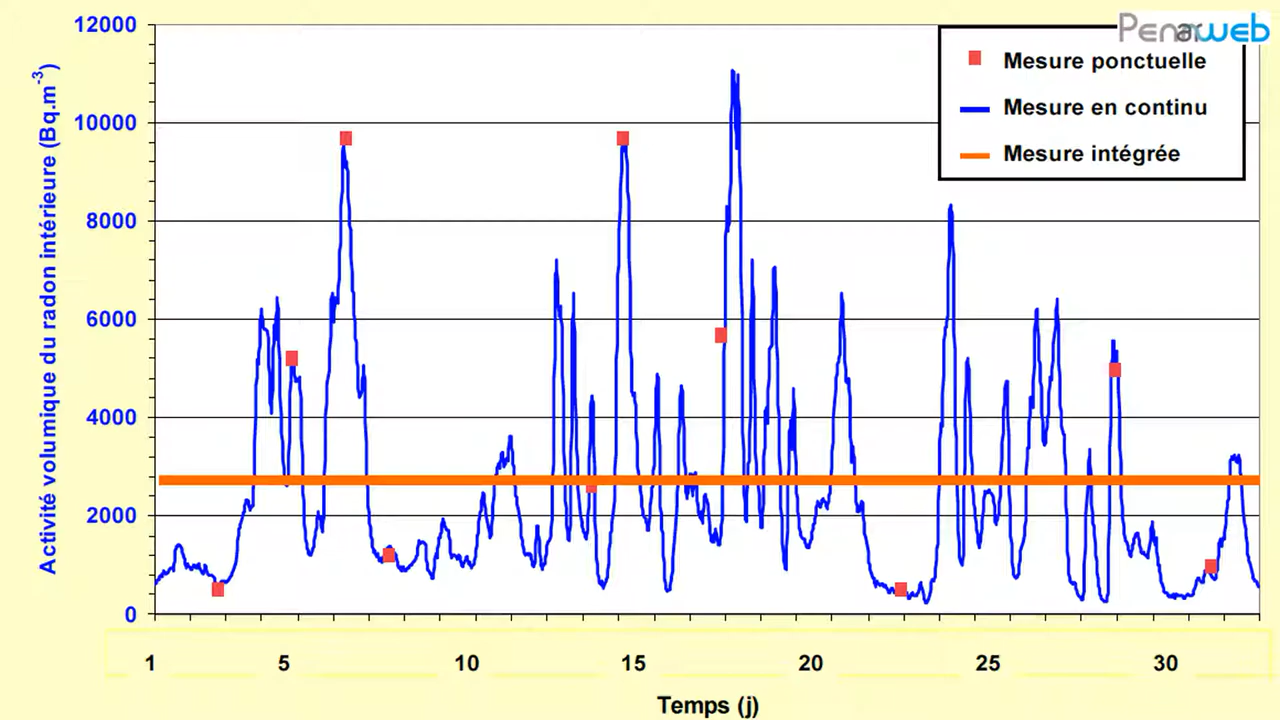 12000
10000
8000
6000
4000
2000
0
Activité volumique du radon intérieure (Bq.m-3)
Mesure ponctuelle
Mesure en continu
Mesure intégrée
1 5 10 15 20 25 30
Temps (j)